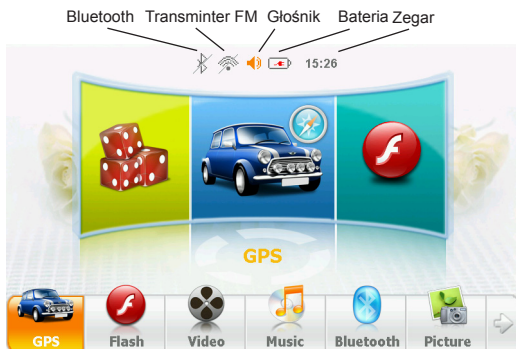 Bluetooth Transminter FM Głośnik Bateria Zegar
15:26
GPS
GPS Flash Video Music Bluetooth Picture